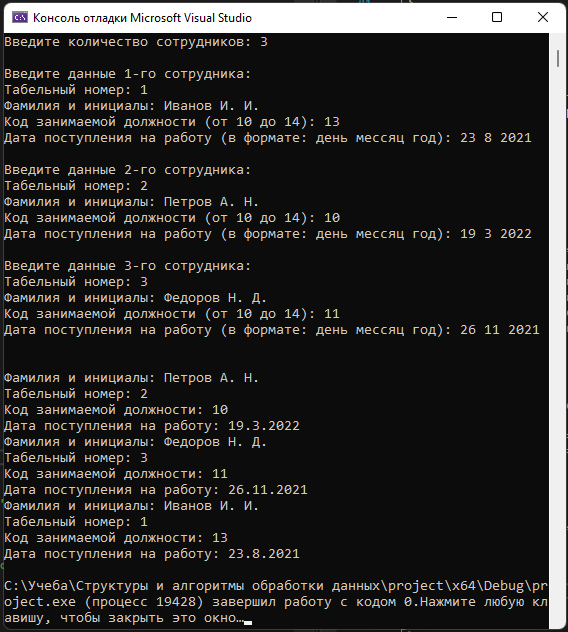 Консоль отладки Microsoft Visual Studio
Введите количество сотрудников: 3
Введите данные 1-го сотрудника:
Табельный номер: 1
Фамилия и инициалы: Иванов И. И.
Код занимаемой должности (от 10 до 14): 13
Дата поступления на работу (в формате: день мессяц год): 23 8 2021
Введите данные 2-го сотрудника:
Табельный номер: 2
Фамилия и инициалы: Петров А. Н.
Код занимаемой должности (от 10 до 14): 10
Дата поступления на работу (в формате: день мессяц год): 19 3 2022
Введите данные 3-го сотрудника:
Табельный номер: 3
Фамилия и инициалы: Федоров Н. Д.
Код занимаемой должности (от 10 до 14): 11
Дата поступления на работу (в формате: день мессяц год): 26 11 2021
Фамилия и инициалы: Петров А. Н.
Табельный номер: 2
Код занимаемой должности: 10
Дата поступления на работу: 19.3.2022
Фамилия и инициалы: Федоров Н. Д.
Табельный номер: 3
Код занимаемой должности: 11
Дата поступления на работу: 26.11.2021
Фамилия и инициалы: Иванов И. И.
Табельный номер: 1
Код занимаемой должности: 13
Дата поступления на работу: 23.8.2021
C:\Учеба\Структуры и алгоритмы обработки данных\project\x64\Debug\pr
oject.exe (процесс 19428) завершил работу с кодом 0.Нажмите любую кл
авишу, чтобы закрыть это окно…